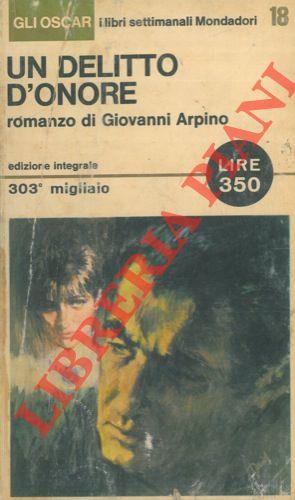 GLI OSCAR i libri settimanali Mondadori 18
UN DELITTO
D'ONORE
romanzo di Giovanni Arpino
edizione integrale
303° migliaio
LIRE
350
LIBRERIA PIANI